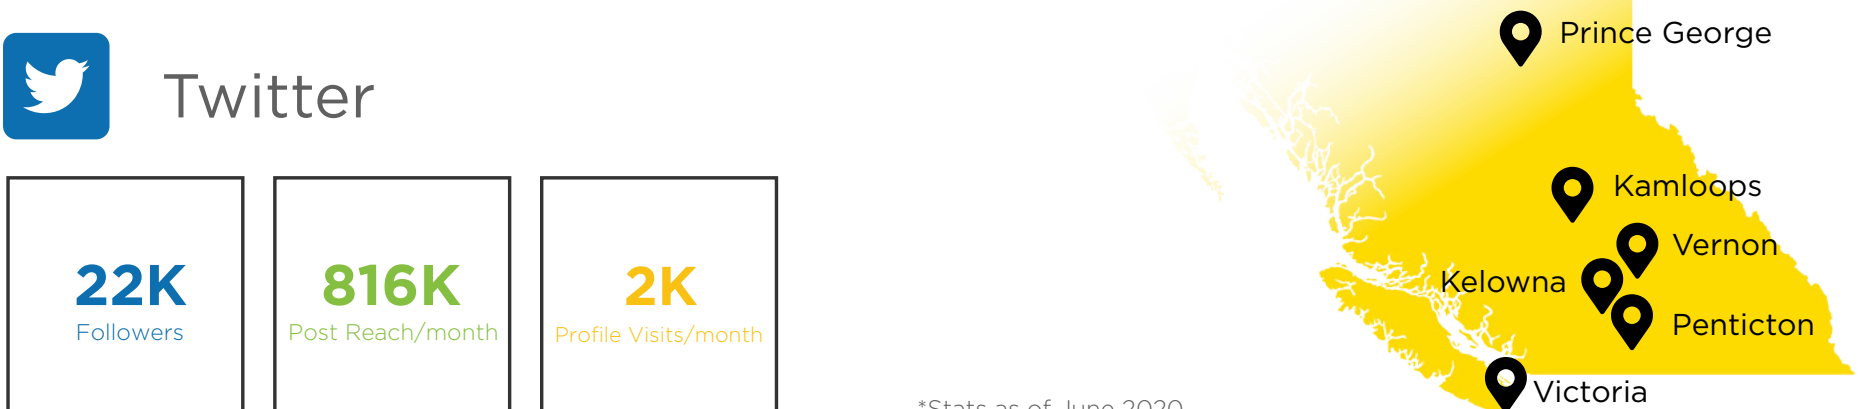 Twitter
22K
Followers
816K
Post Reach/month
2K
Profile Visits/month
*Stats as of June 2020
Prince George
Kamloops
Vernon
Kelowna
Penticton
Victoria